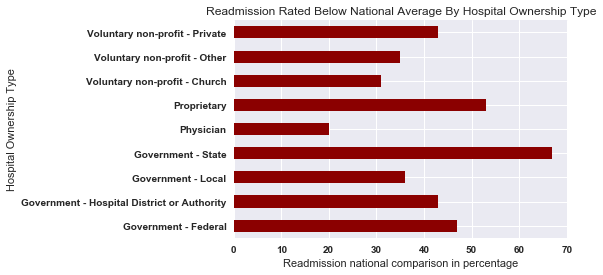 Readmission Rated Below National Average By Hospital Ownership Type
Hospital Ownership Type
Voluntary non-profit - Private
Voluntary non-profit - Other
Voluntary non-profit - Church
Proprietary
Physician
Government - State
Government - Local
Government - Hospital District or Authority
Government - Federal
0 10 20 30 40 50 60 70
Readmission national comparison in percentage